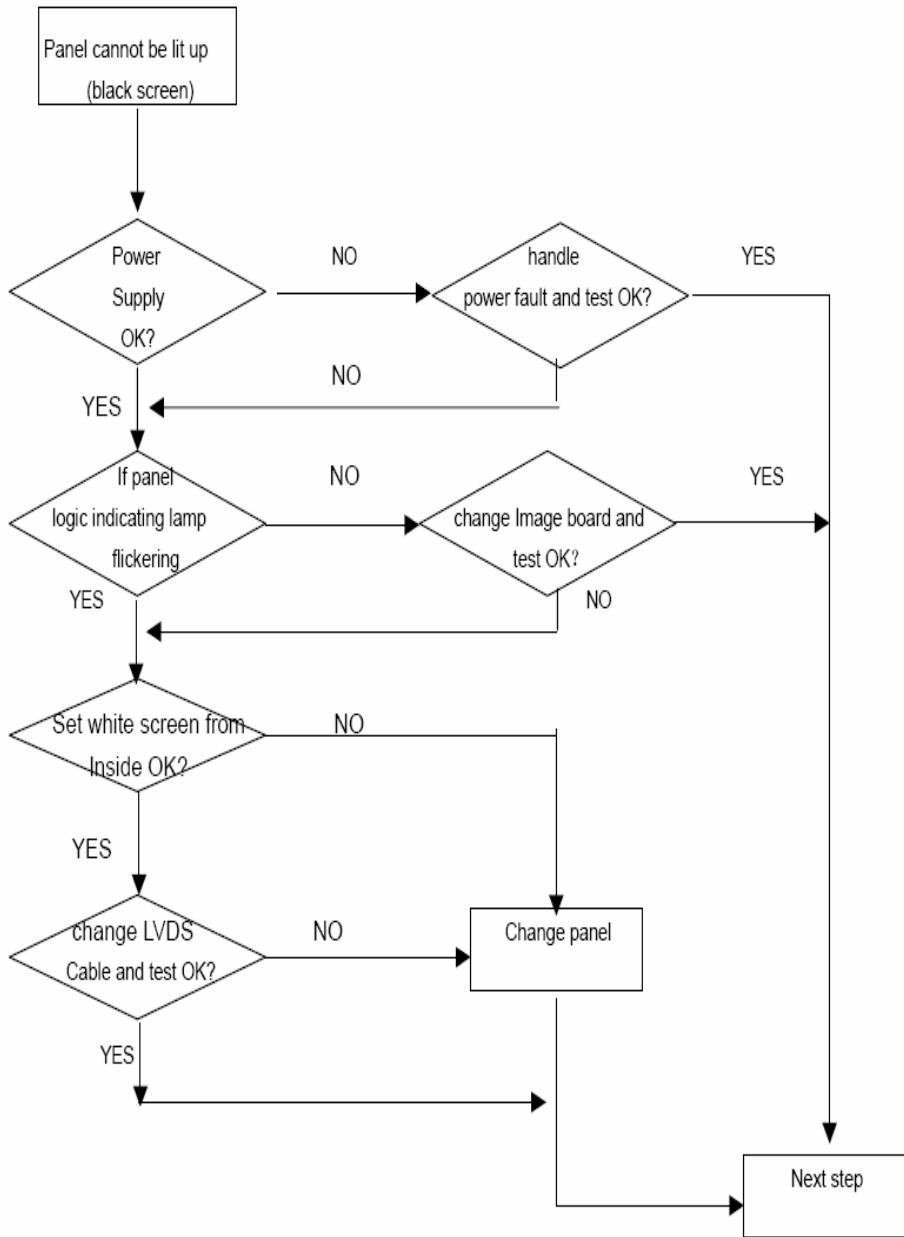 Panel cannot be lit up
(black screen)
Power
Supply
OK?
NO
handle
power fault and test OK?
YES
NO
YES
If panel
logic indicating lamp
flickering
NO
change Image board and
test OK?
YES
YES
NO
Set white screen from
Inside OK?
NO
YES
change LVDS
Cable and test OK?
NO
Change panel
YES
Next step